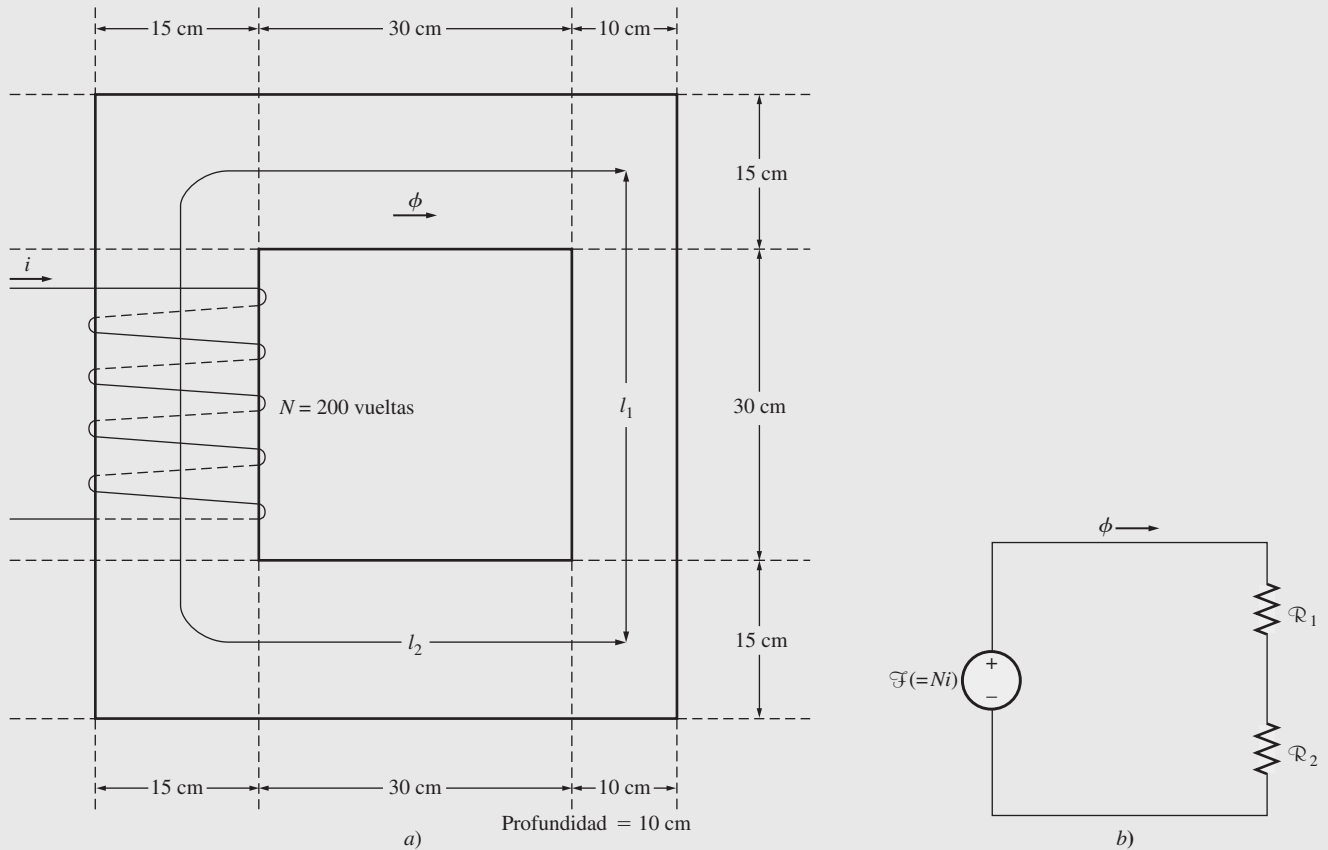 15 cm 30 cm 10 cm
15 cm
ϕ
i
N = 200 vueltas
l₁
30 cm
l₂
15 cm
15 cm 30 cm 10 cm
Profundidad = 10 cm
a)
ϕ
ℛ₁
ℱ(=Ni)
+
−
ℛ₂
b)